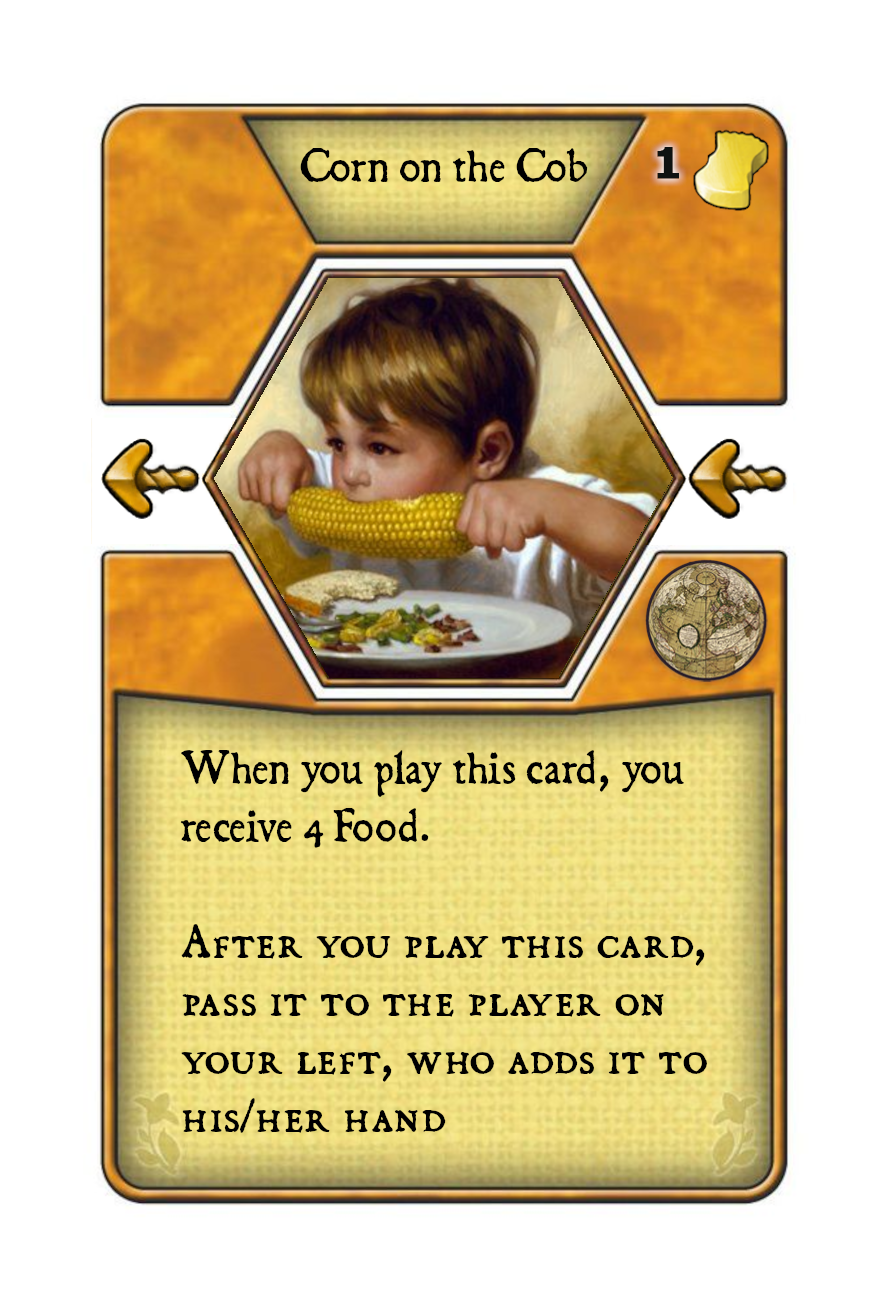 Corn on the Cob
1
When you play this card, you
receive 4 Food.
After you play this card,
pass it to the player on
your left, who adds it to
his/her hand